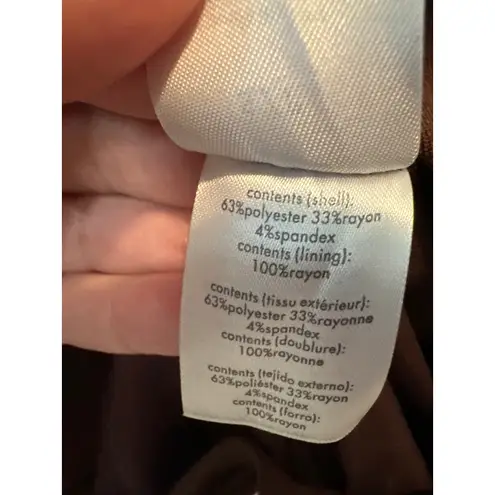 contents (shell):
63%polyester 33%rayon
4%spandex
contents (lining):
100%rayon
contents (tissu extérieur):
63%polyestere 33%rayonne
4%spandex
contents (doublure):
100%rayonne
contents (tejido externo):
63%poliéster 33%rayon
4%spandex
contents (forro):
100%rayon